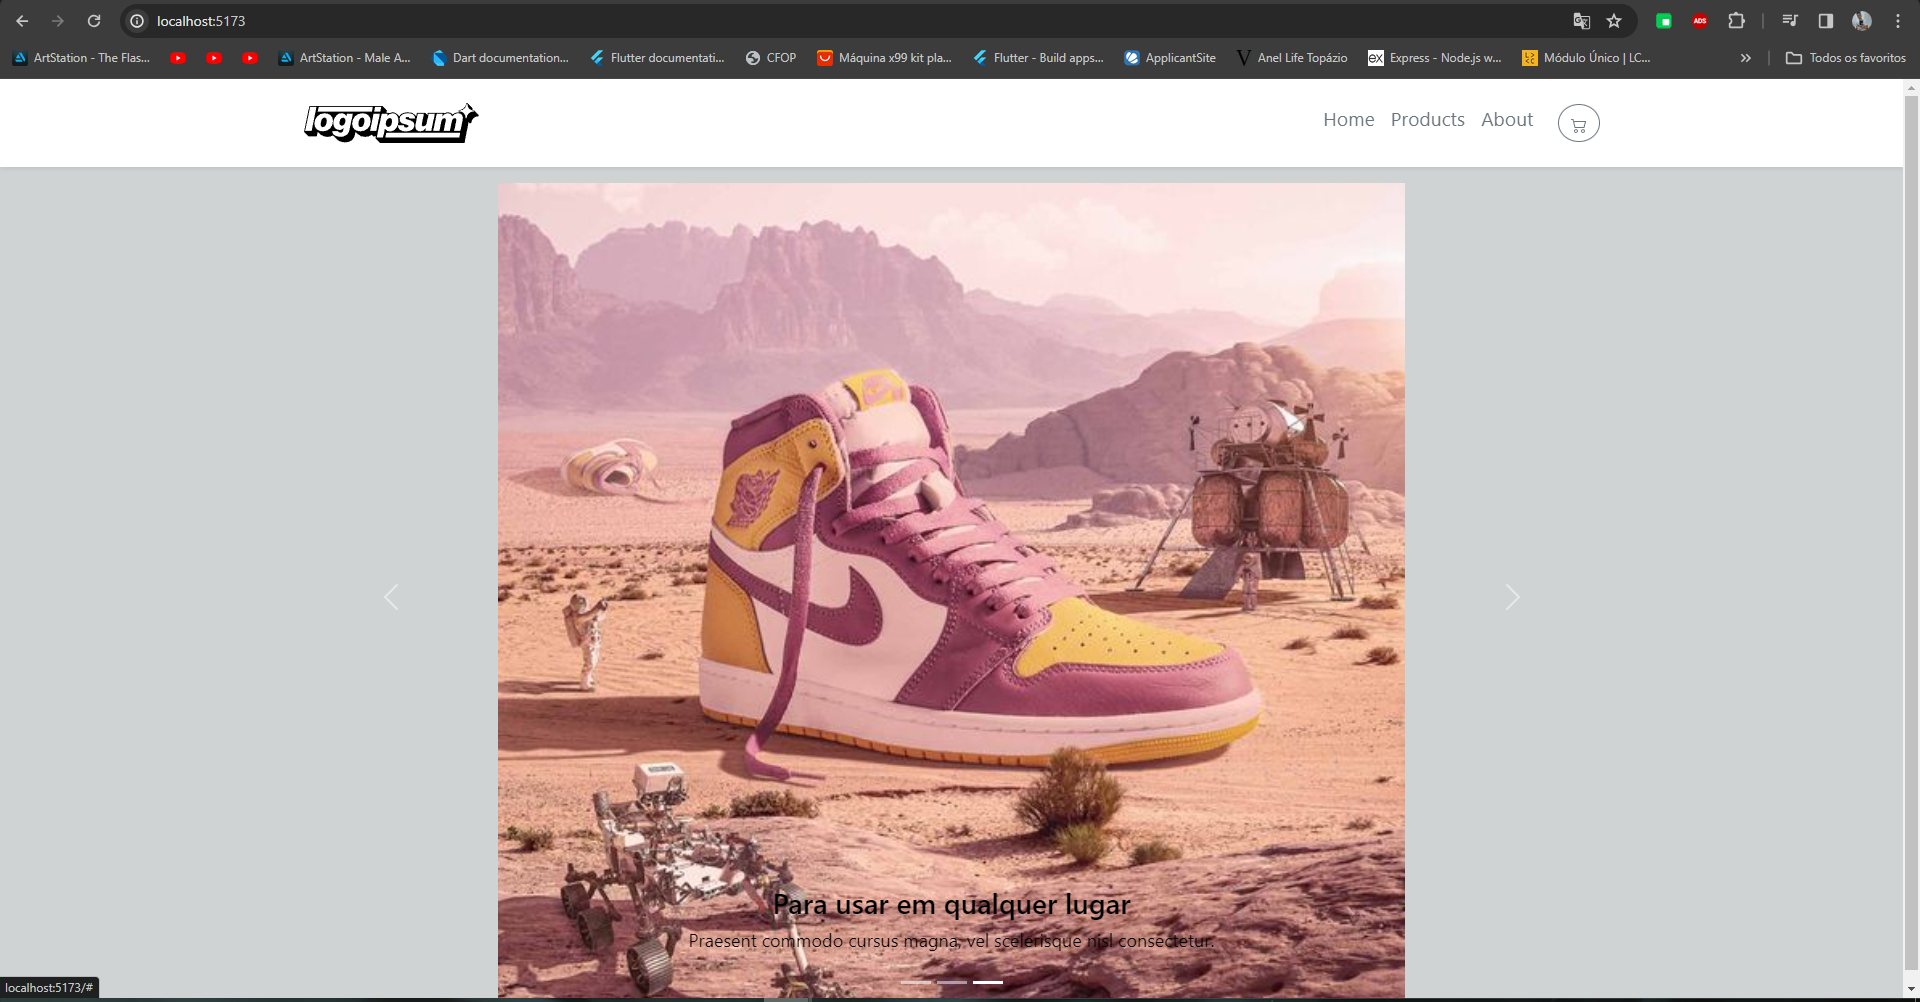 localhost:5173
ArtStation - The Flas...
ArtStation - Male A...
Dart documentation...
Flutter documentati...
CFOP
Máquina x99 kit pla...
Flutter - Build apps...
ApplicantSite
Anel Life Topázio
ex Express - Node.js w...
Módulo Único | LC...
Todos os favoritos
ADS
logoipsum
Home Products About
Para usar em qualquer lugar
Praesent commodo cursus magna, vel scelerisque nisl consectetur.
localhost:5173/#